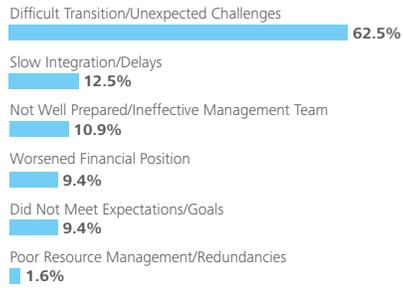 Difficult Transition/Unexpected Challenges
62.5%
Slow Integration/Delays
12.5%
Not Well Prepared/Ineffective Management Team
10.9%
Worsened Financial Position
9.4%
Did Not Meet Expectations/Goals
9.4%
Poor Resource Management/Redundancies
1.6%